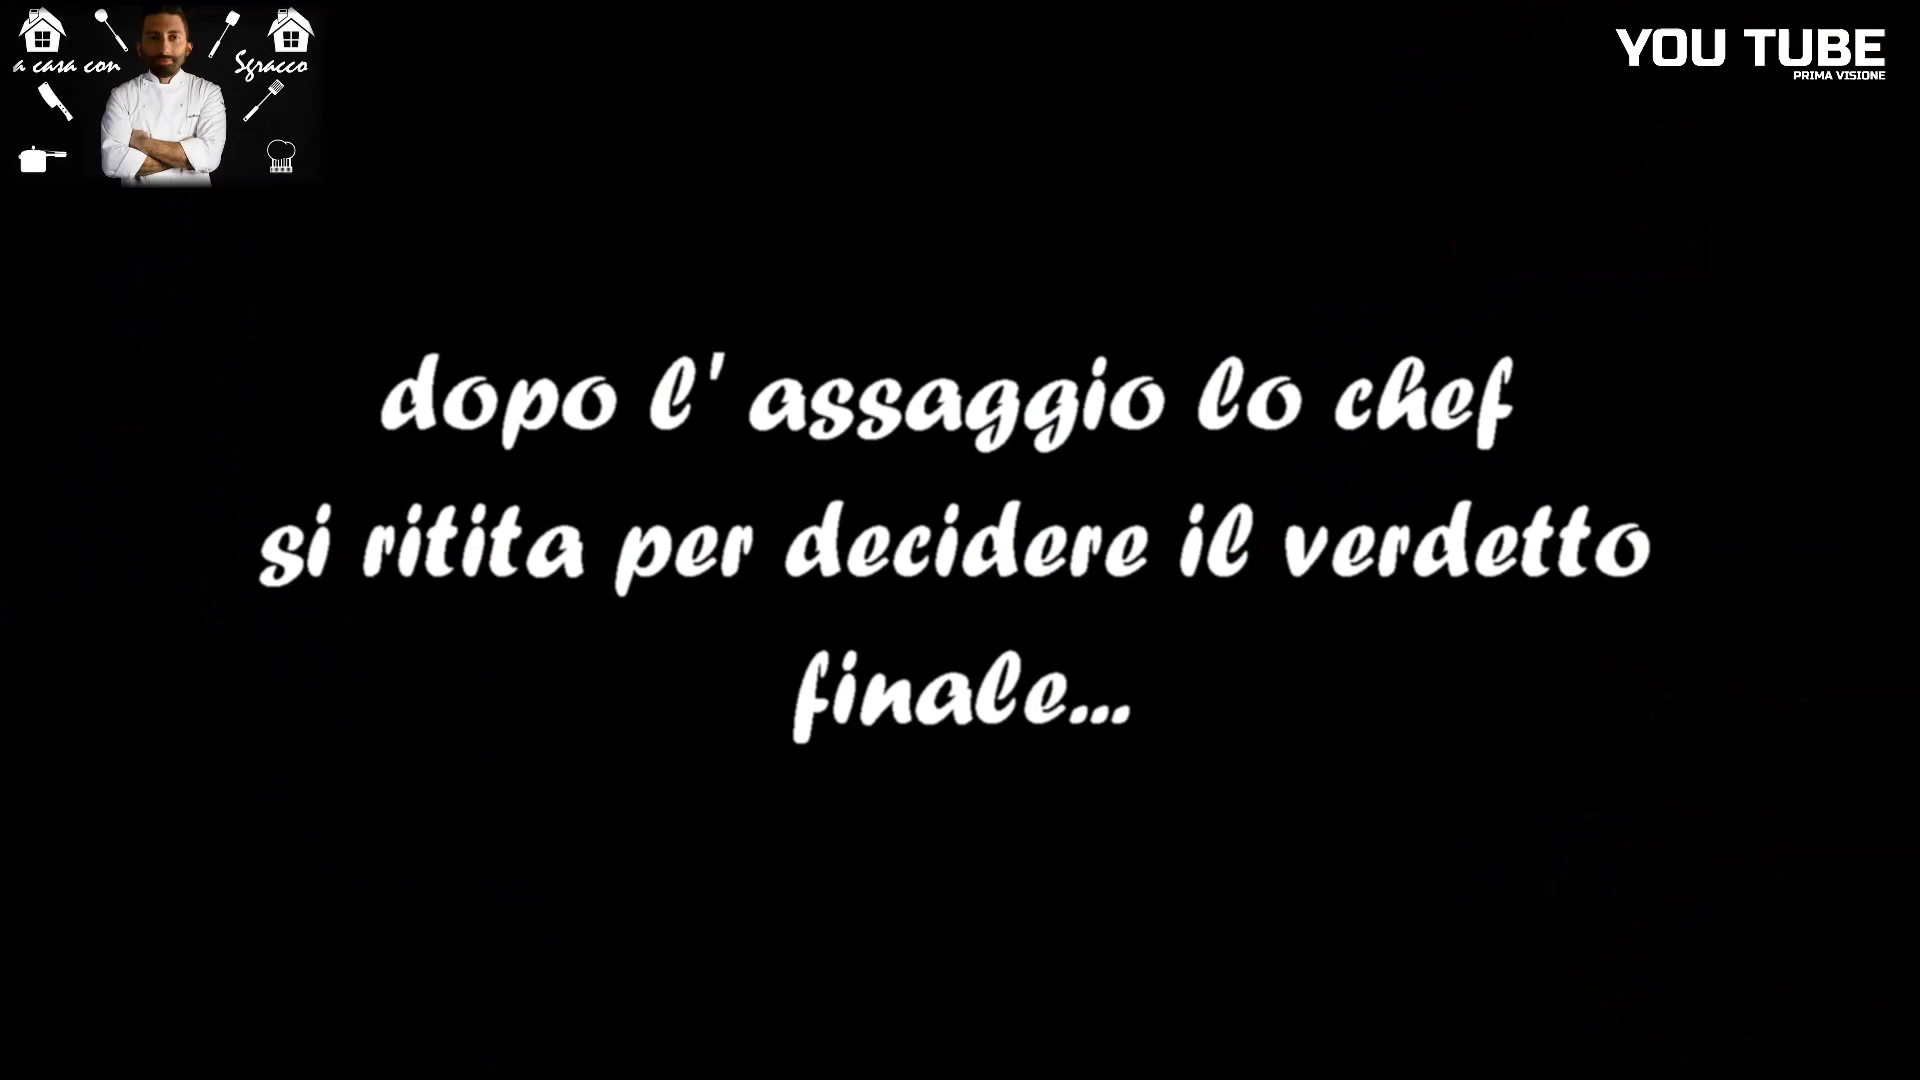 a casa con Sgracco
YOU TUBE
PRIMA VISIONE
dopo l' assaggio lo chef
si ritita per decidere il verdetto
finale...